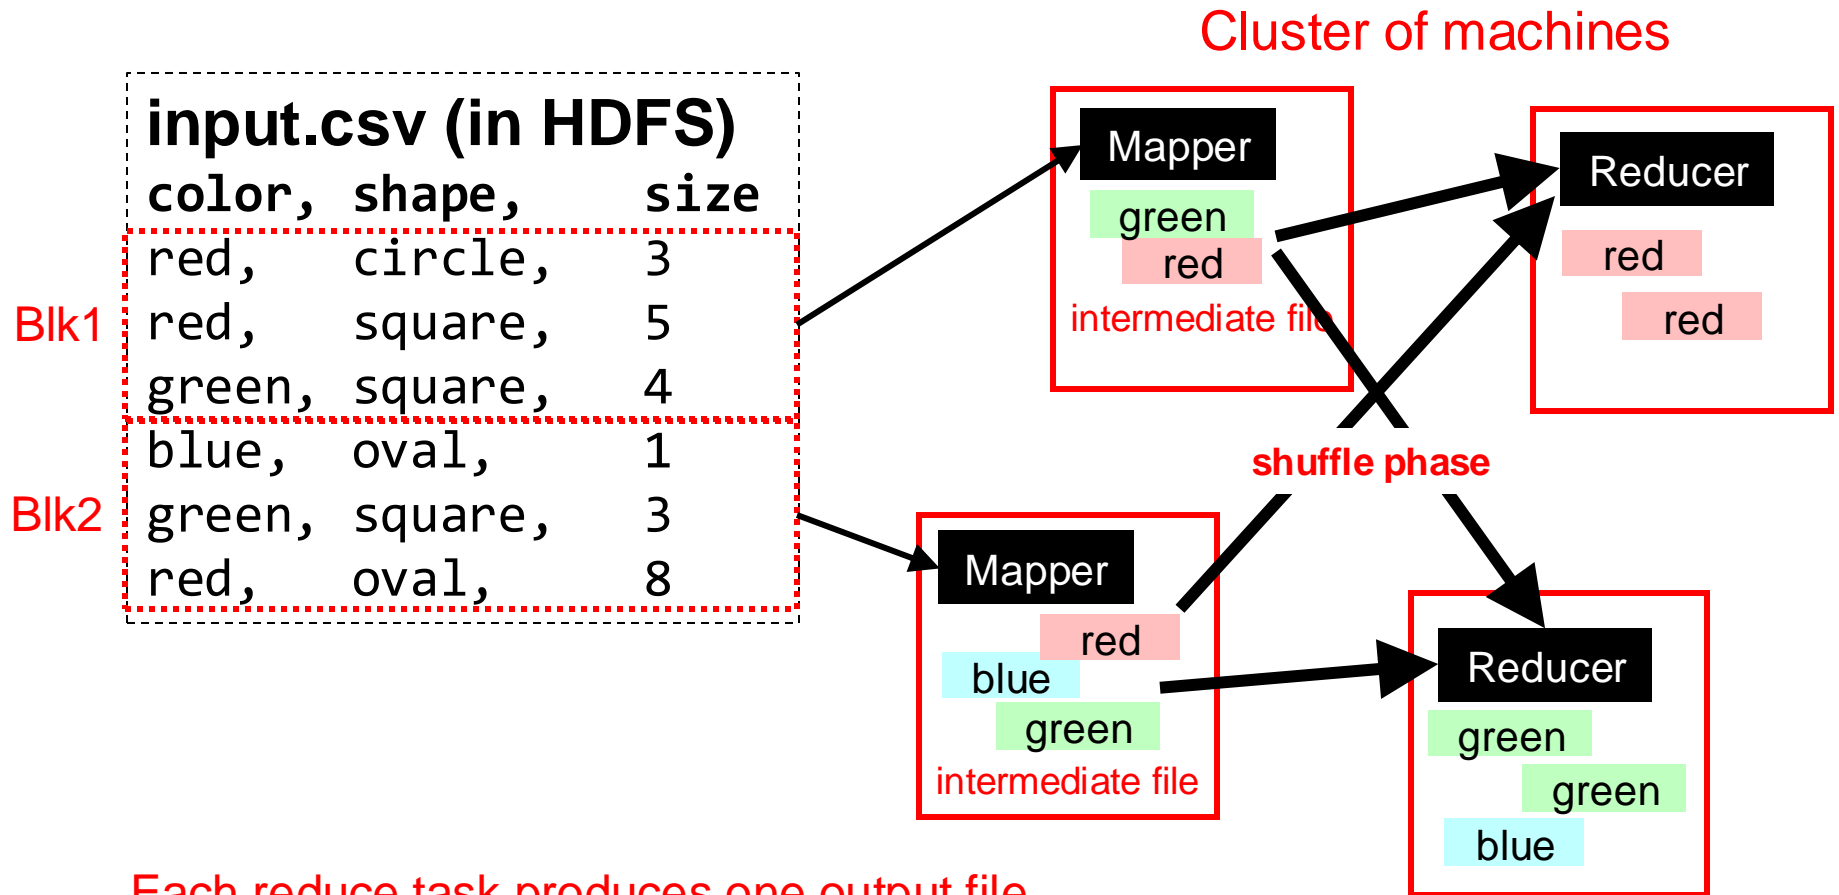 Cluster of machines
input.csv (in HDFS)
color, shape, size
red, circle, 3
Blk1 red, square, 5
green, square, 4
blue, oval, 1
Blk2 green, square, 3
red, oval, 8
Mapper
green
red
intermediate file
Reducer
red
red
shuffle phase
Mapper
red
blue
green
intermediate file
Reducer
green
green
blue
Each reduce task produces one output file